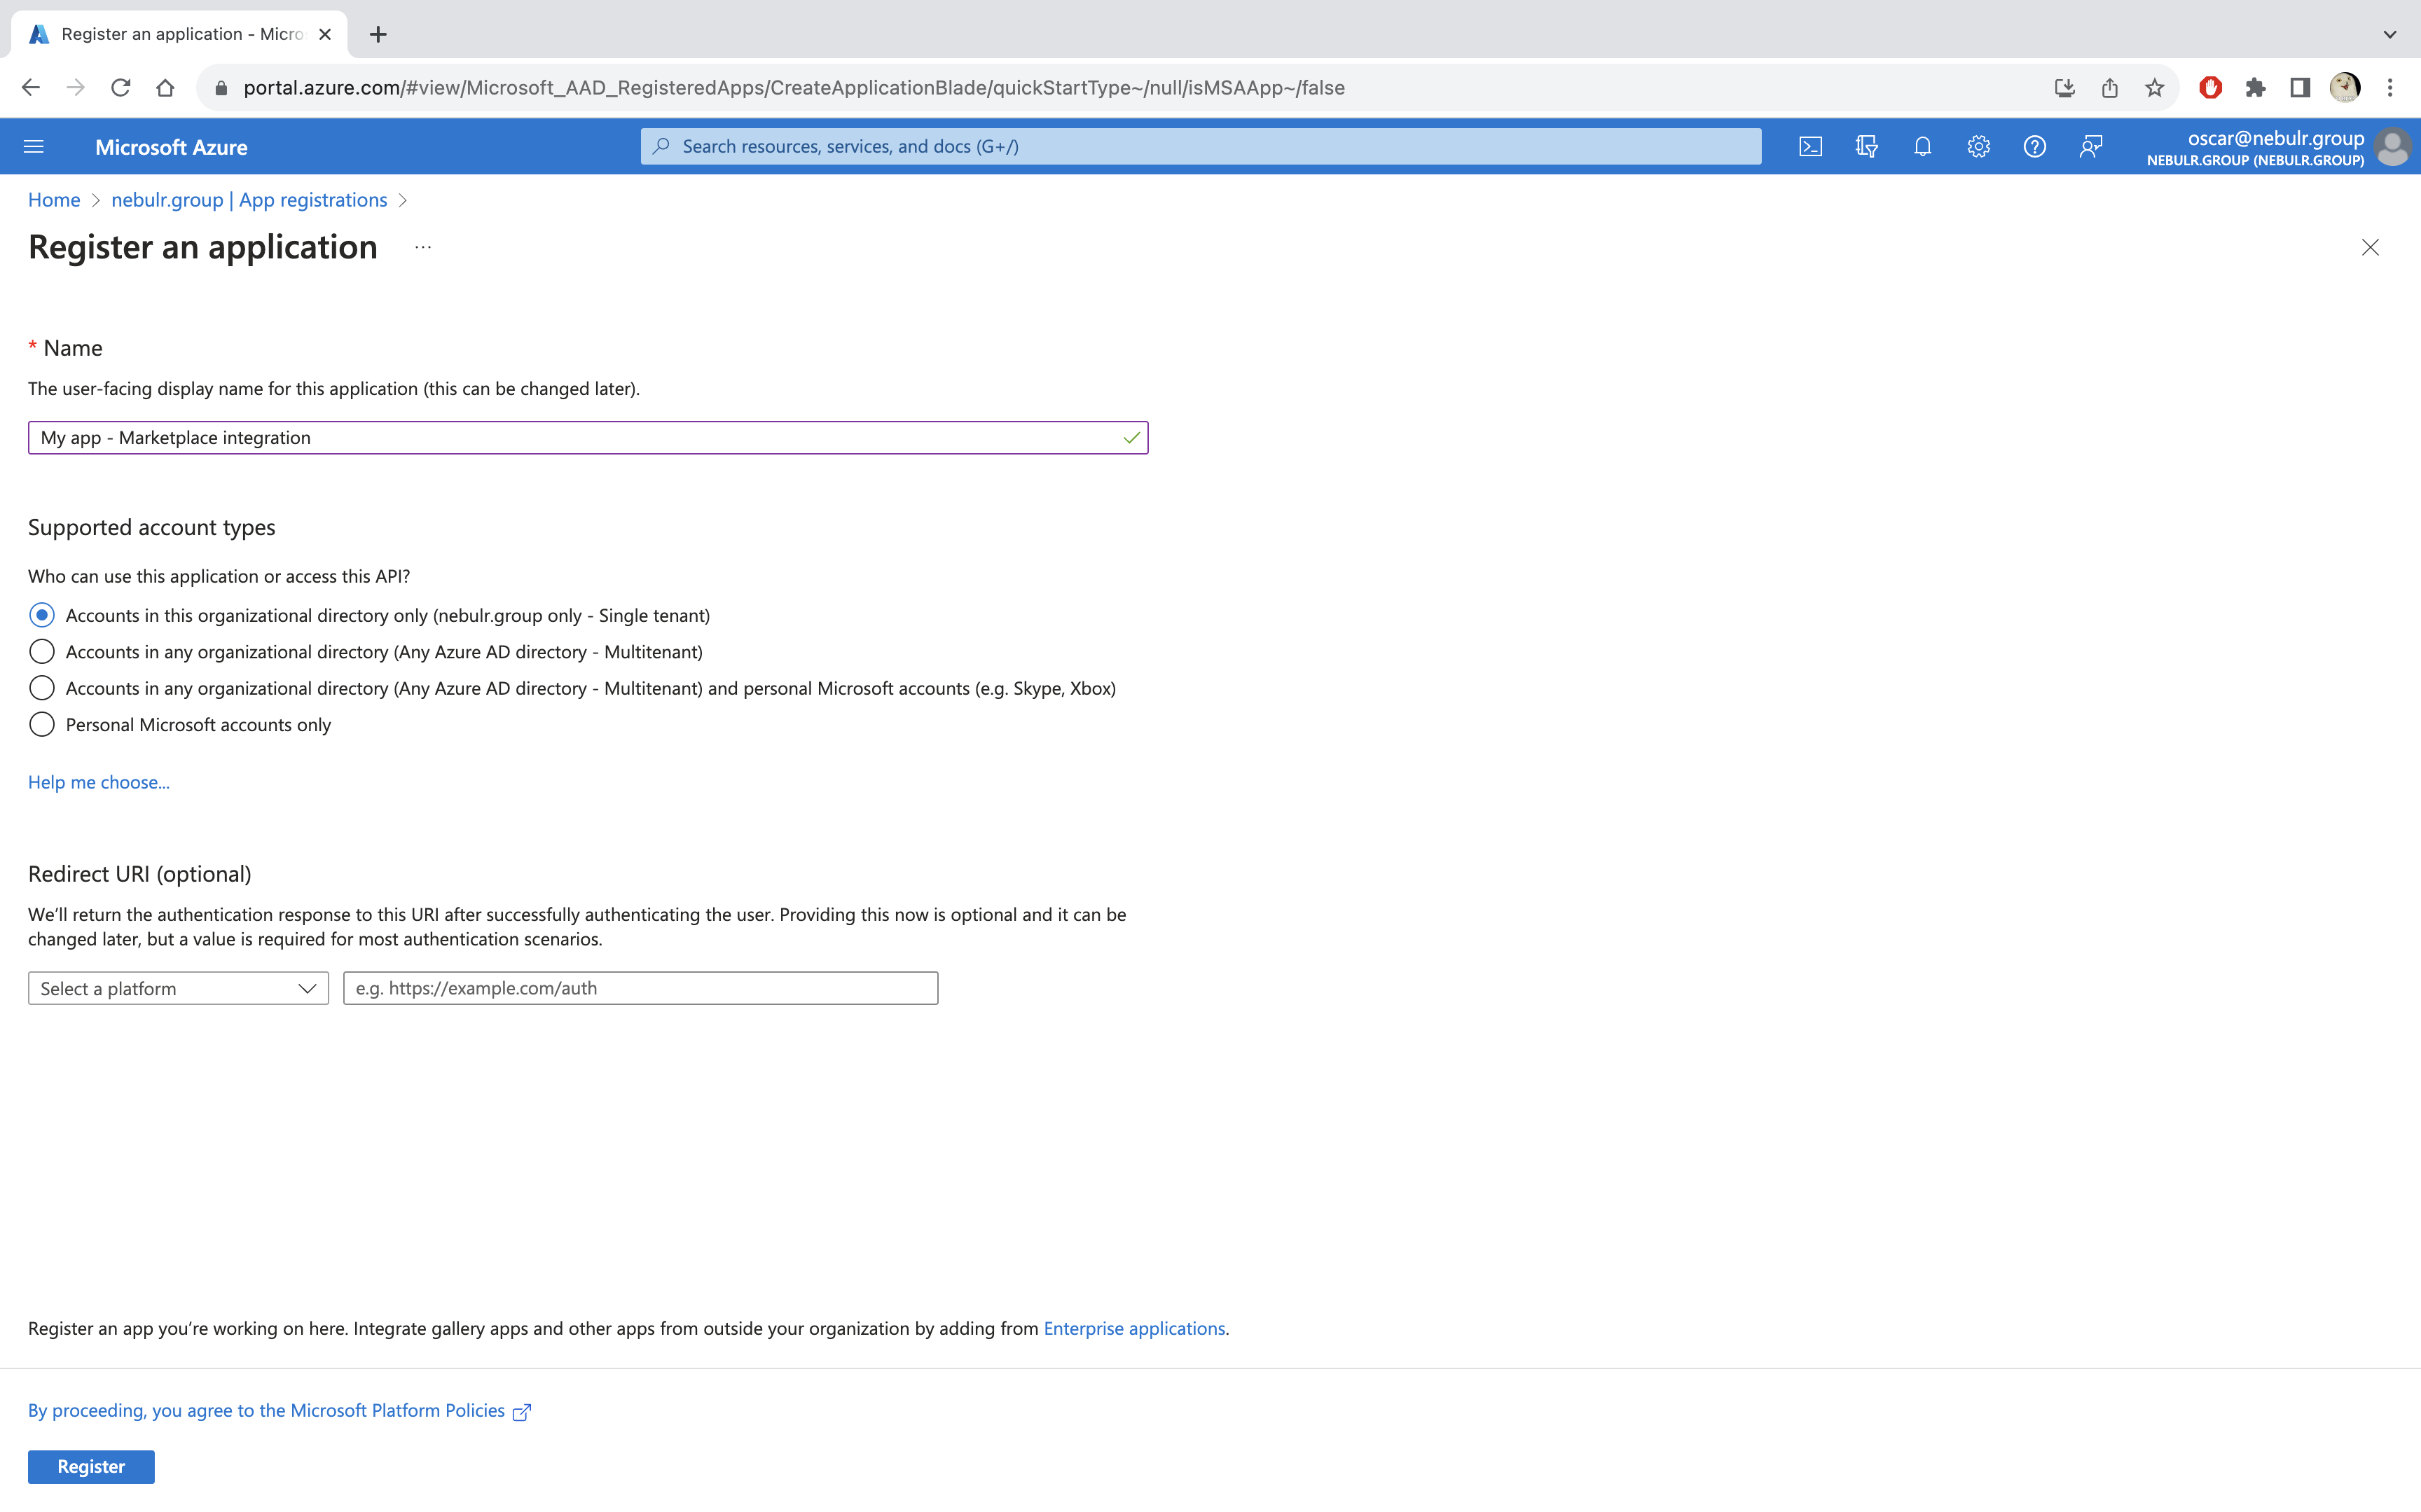 Register an application - Micro
portal.azure.com/#view/Microsoft_AAD_RegisteredApps/CreateApplicationBlade/quickStartType~/null/isMSAApp~/false
Microsoft Azure
Search resources, services, and docs (G+/)
oscar@nebulr.group
NEBULR.GROUP (NEBULR.GROUP)
Home > nebulr.group | App registrations >
Register an application ...
* Name
The user-facing display name for this application (this can be changed later).
My app - Marketplace integration
Supported account types
Who can use this application or access this API?
Accounts in this organizational directory only (nebulr.group only - Single tenant)
Accounts in any organizational directory (Any Azure AD directory - Multitenant)
Accounts in any organizational directory (Any Azure AD directory - Multitenant) and personal Microsoft accounts (e.g. Skype, Xbox)
Personal Microsoft accounts only
Help me choose...
Redirect URI (optional)
We’ll return the authentication response to this URI after successfully authenticating the user. Providing this now is optional and it can be
changed later, but a value is required for most authentication scenarios.
Select a platform
e.g. https://example.com/auth
Register an app you’re working on here. Integrate gallery apps and other apps from outside your organization by adding from Enterprise applications.
By proceeding, you agree to the Microsoft Platform Policies
Register